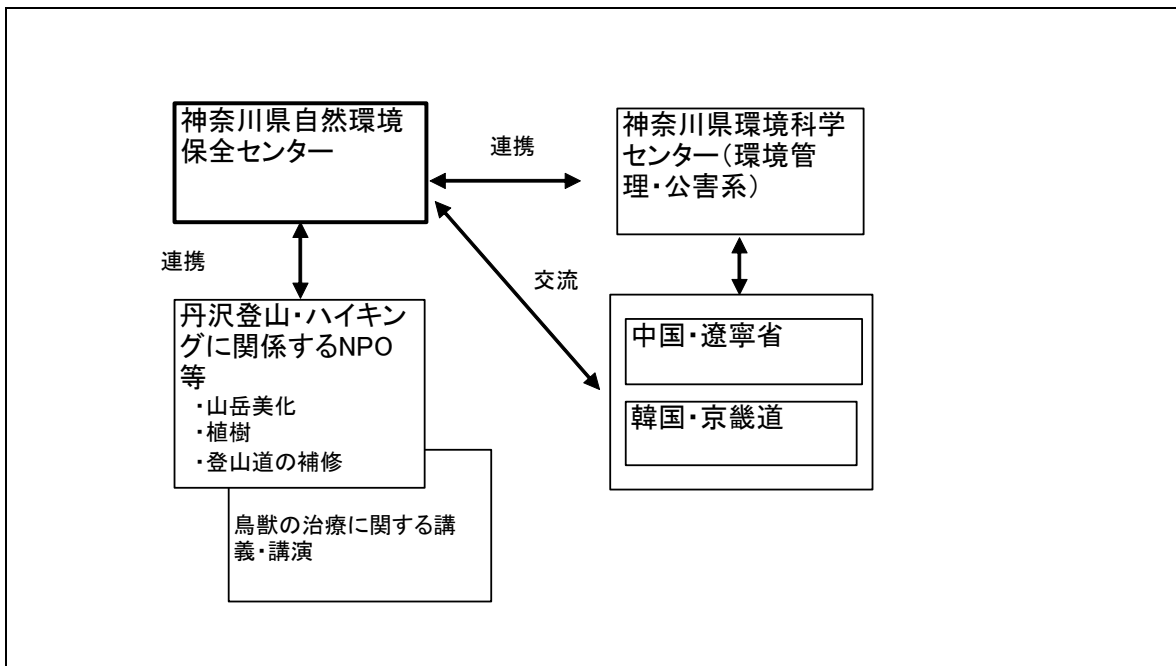 神奈川県自然環境
保全センター
連携
神奈川県環境科学
センター（環境管
理・公害系）
連携
交流
丹沢登山・ハイキン
グに関係するNPO
等
・山岳美化
・植樹
・登山道の補修
中国・遼寧省
韓国・京畿道
鳥獣の治療に関する講
義・講演